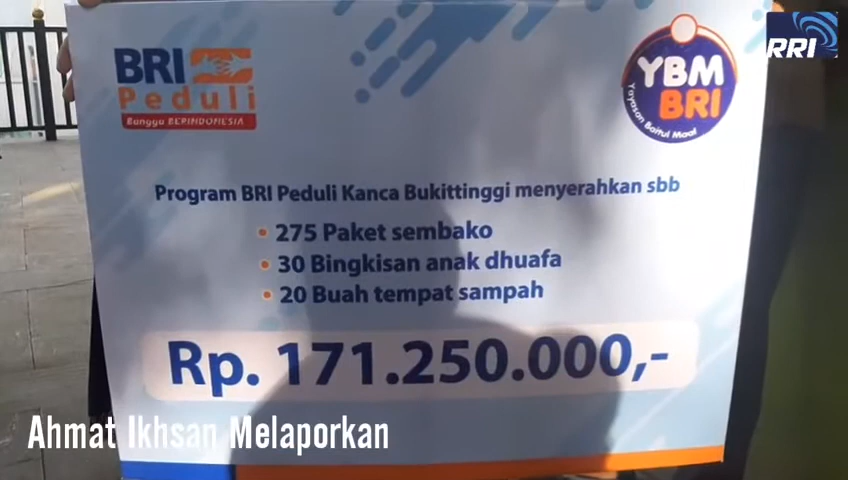 BRI
Peduli
Bangga BERINDONESIA
YBM
BRI
Yayasan Baitul Maal
RRI
Program BRI Peduli Kanca Bukittinggi menyerahkan sbb
• 275 Paket sembako
• 30 Bingkisan anak dhuafa
• 20 Buah tempat sampah
Rp. 171.250.000,-
Ahmat Ikhsan Melaporkan